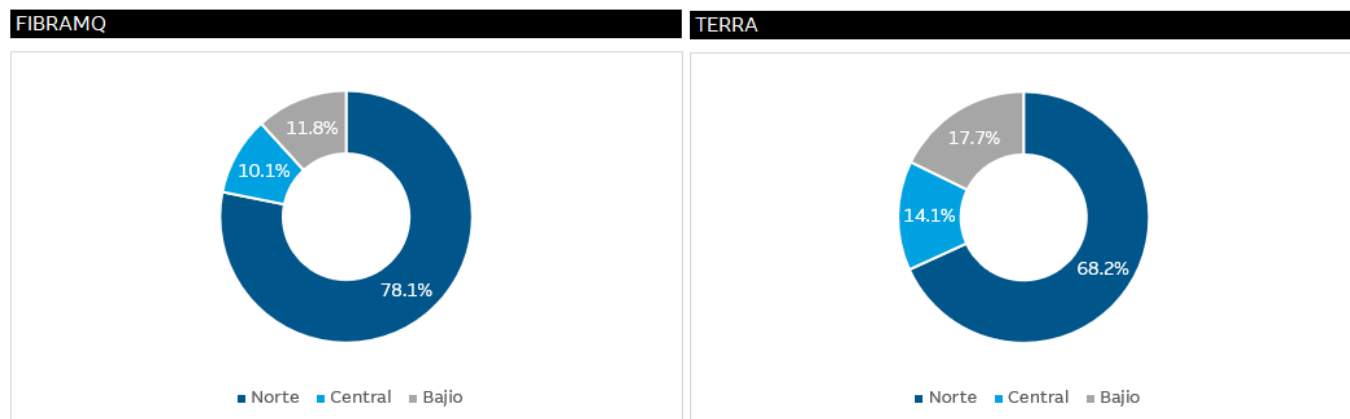 FIBRAMQ
11.8%
10.1%
78.1%
Norte Central Bajio
TERRA
17.7%
14.1%
68.2%
Norte Central Bajio